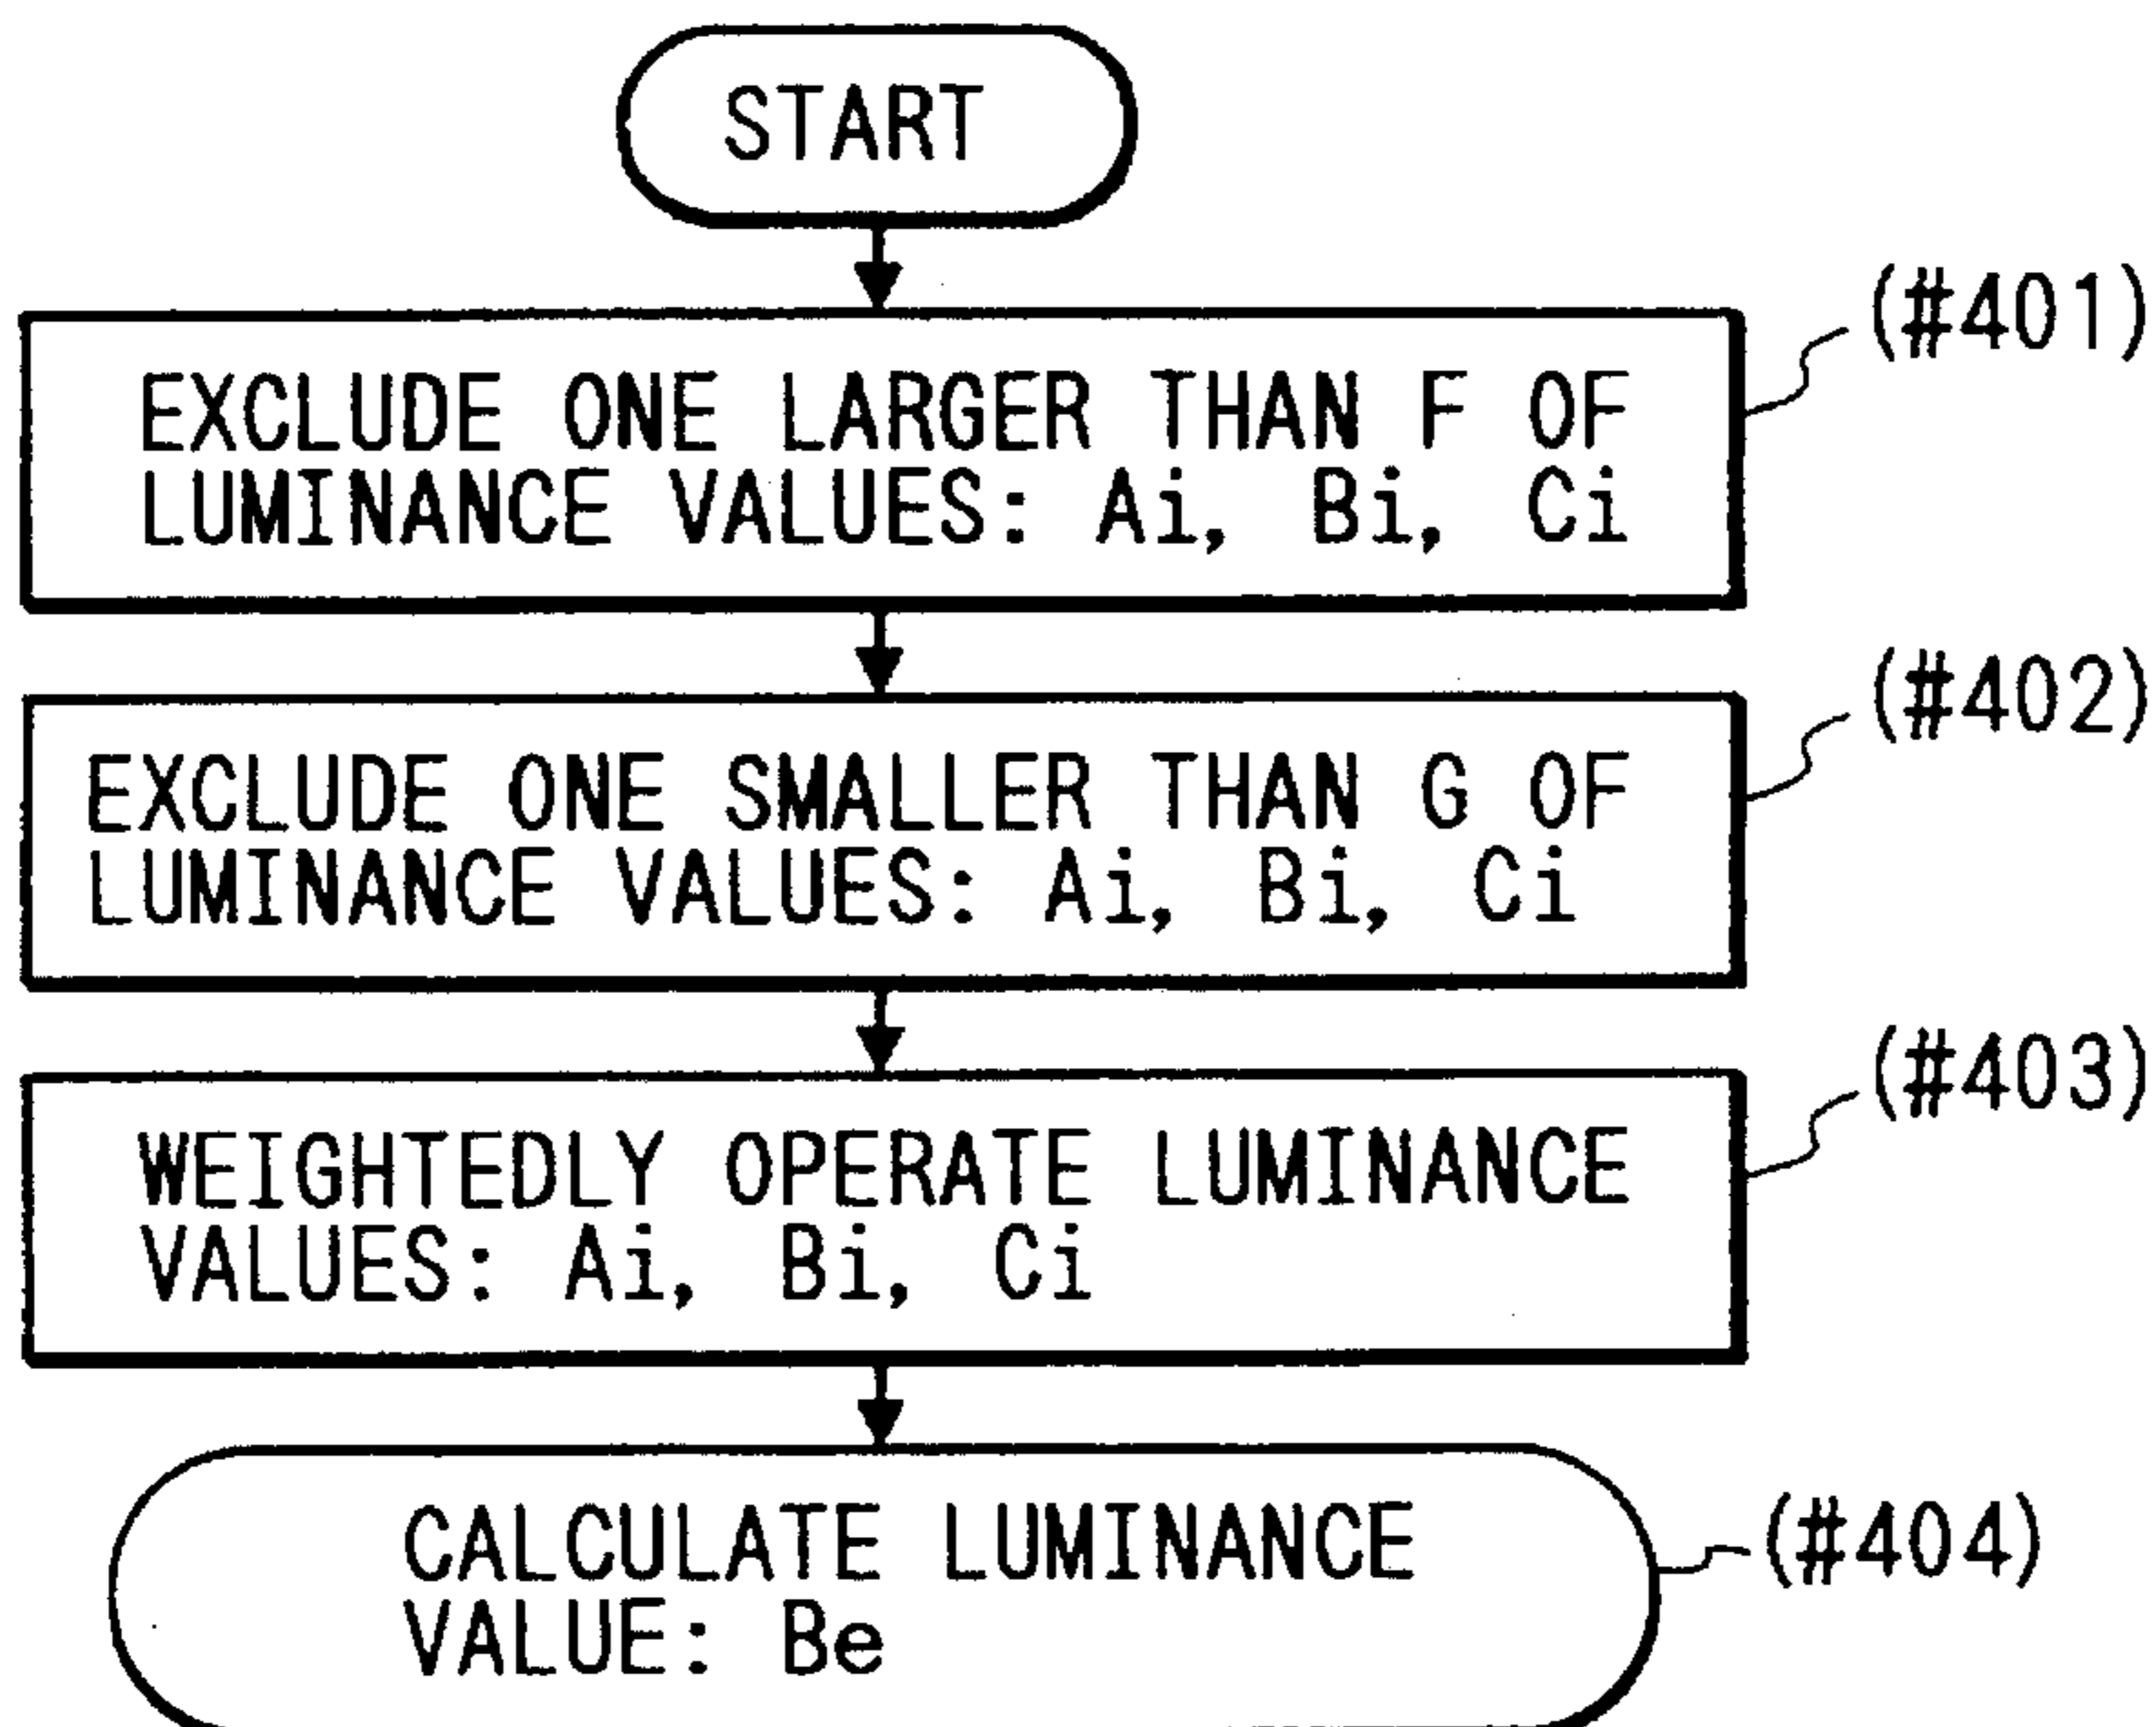 START
(#401)
EXCLUDE ONE LARGER THAN F OF
LUMINANCE VALUES: Ai, Bi, Ci
(#402)
EXCLUDE ONE SMALLER THAN G OF
LUMINANCE VALUES: Ai, Bi, Ci
(#403)
WEIGHTEDLY OPERATE LUMINANCE
VALUES: Ai, Bi, Ci
(#404)
CALCULATE LUMINANCE
VALUE: Be